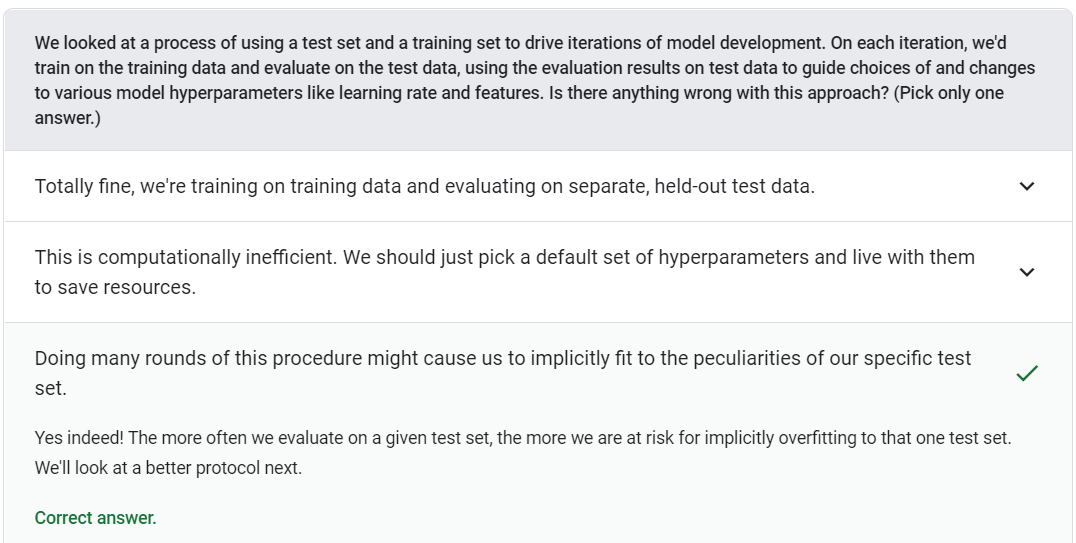 We looked at a process of using a test set and a training set to drive iterations of model development. On each iteration, we'd
train on the training data and evaluate on the test data, using the evaluation results on test data to guide choices of and changes
to various model hyperparameters like learning rate and features. Is there anything wrong with this approach? (Pick only one
answer.)
Totally fine, we're training on training data and evaluating on separate, held-out test data.
This is computationally inefficient. We should just pick a default set of hyperparameters and live with them
to save resources.
Doing many rounds of this procedure might cause us to implicitly fit to the peculiarities of our specific test
set.
Yes indeed! The more often we evaluate on a given test set, the more we are at risk for implicitly overfitting to that one test set.
We'll look at a better protocol next.
Correct answer.